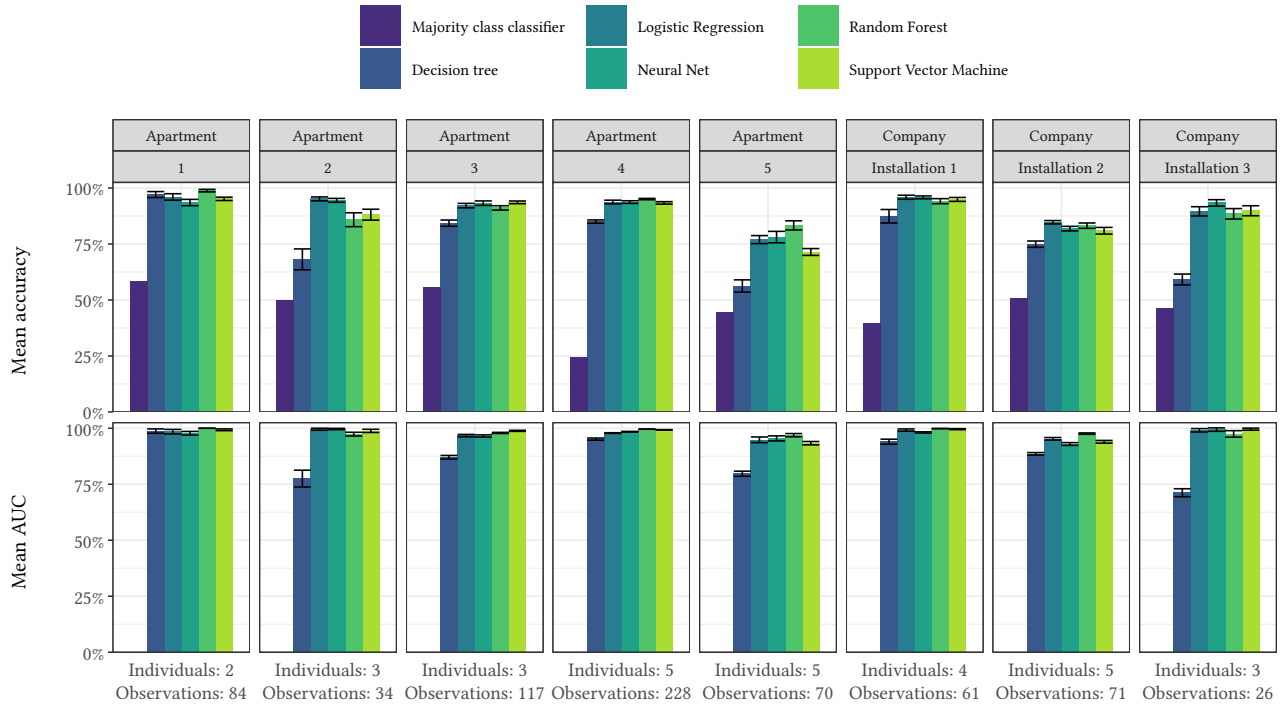 Majority class classifier Logistic Regression Random Forest
Decision tree Neural Net Support Vector Machine
Apartment Apartment Apartment Apartment Apartment Company Company Company
1 2 3 4 5 Installation 1 Installation 2 Installation 3
Mean accuracy
100%
75%
50%
25%
0%
Mean AUC
100%
75%
50%
25%
0%
Individuals: 2 Individuals: 3 Individuals: 3 Individuals: 5 Individuals: 5 Individuals: 4 Individuals: 5 Individuals: 3
Observations: 84 Observations: 34 Observations: 117 Observations: 228 Observations: 70 Observations: 61 Observations: 71 Observations: 26